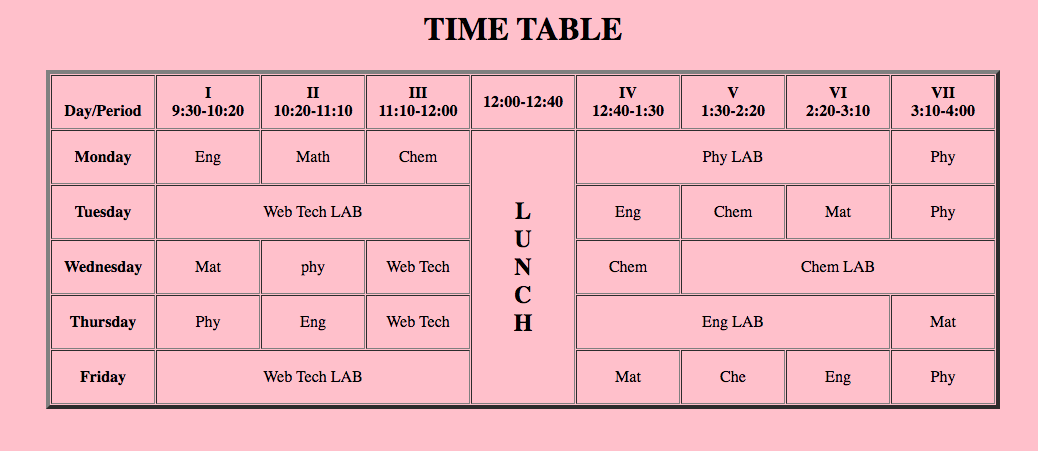 TIME TABLE
Day/Period I 9:30-10:20 II 10:20-11:10 III 11:10-12:00 12:00-12:40 IV 12:40-1:30 V 1:30-2:20 VI 2:20-3:10 VII 3:10-4:00
Monday Eng Math Chem L U N C H Phy LAB Phy
Tuesday Web Tech LAB Eng Chem Mat Phy
Wednesday Mat phy Web Tech Chem Chem LAB
Thursday Phy Eng Web Tech Eng LAB Mat
Friday Web Tech LAB Mat Che Eng Phy